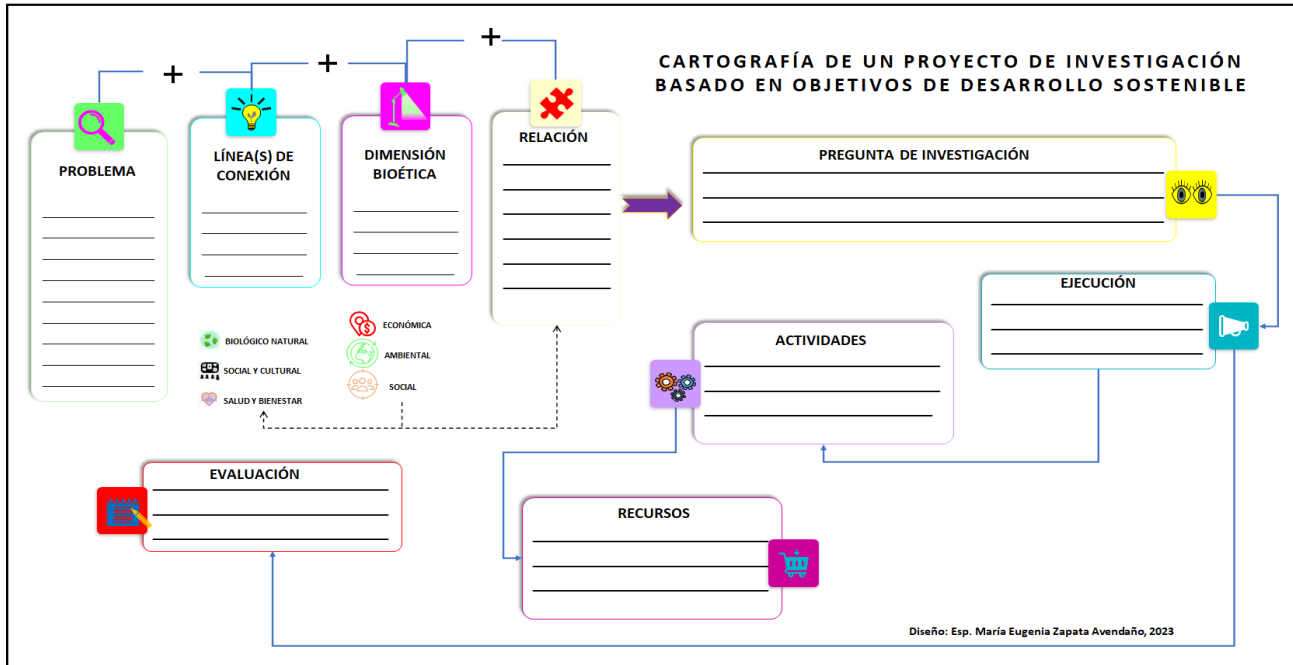 CARTOGRAFÍA DE UN PROYECTO DE INVESTIGACIÓN
BASADO EN OBJETIVOS DE DESARROLLO SOSTENIBLE
+
+
+
PROBLEMA
LÍNEA(S) DE
CONEXIÓN
DIMENSIÓN
BIOÉTICA
RELACIÓN
PREGUNTA DE INVESTIGACIÓN
BIOLÓGICO NATURAL
SOCIAL Y CULTURAL
SALUD Y BIENESTAR
ECONÓMICA
AMBIENTAL
SOCIAL
EJECUCIÓN
ACTIVIDADES
RECURSOS
EVALUACIÓN
Diseño: Esp. María Eugenia Zapata Avendaño, 2023